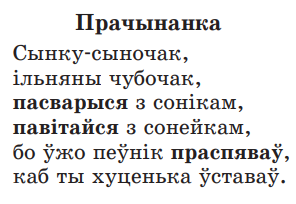 Прачынанка
Сынку-сыночак,
ільняны чубочак,
пасварыся з сонікам,
павітайся з сонейкам,
бо ўжо пеўнік праспяваў,
каб ты хуценька ўставаў.